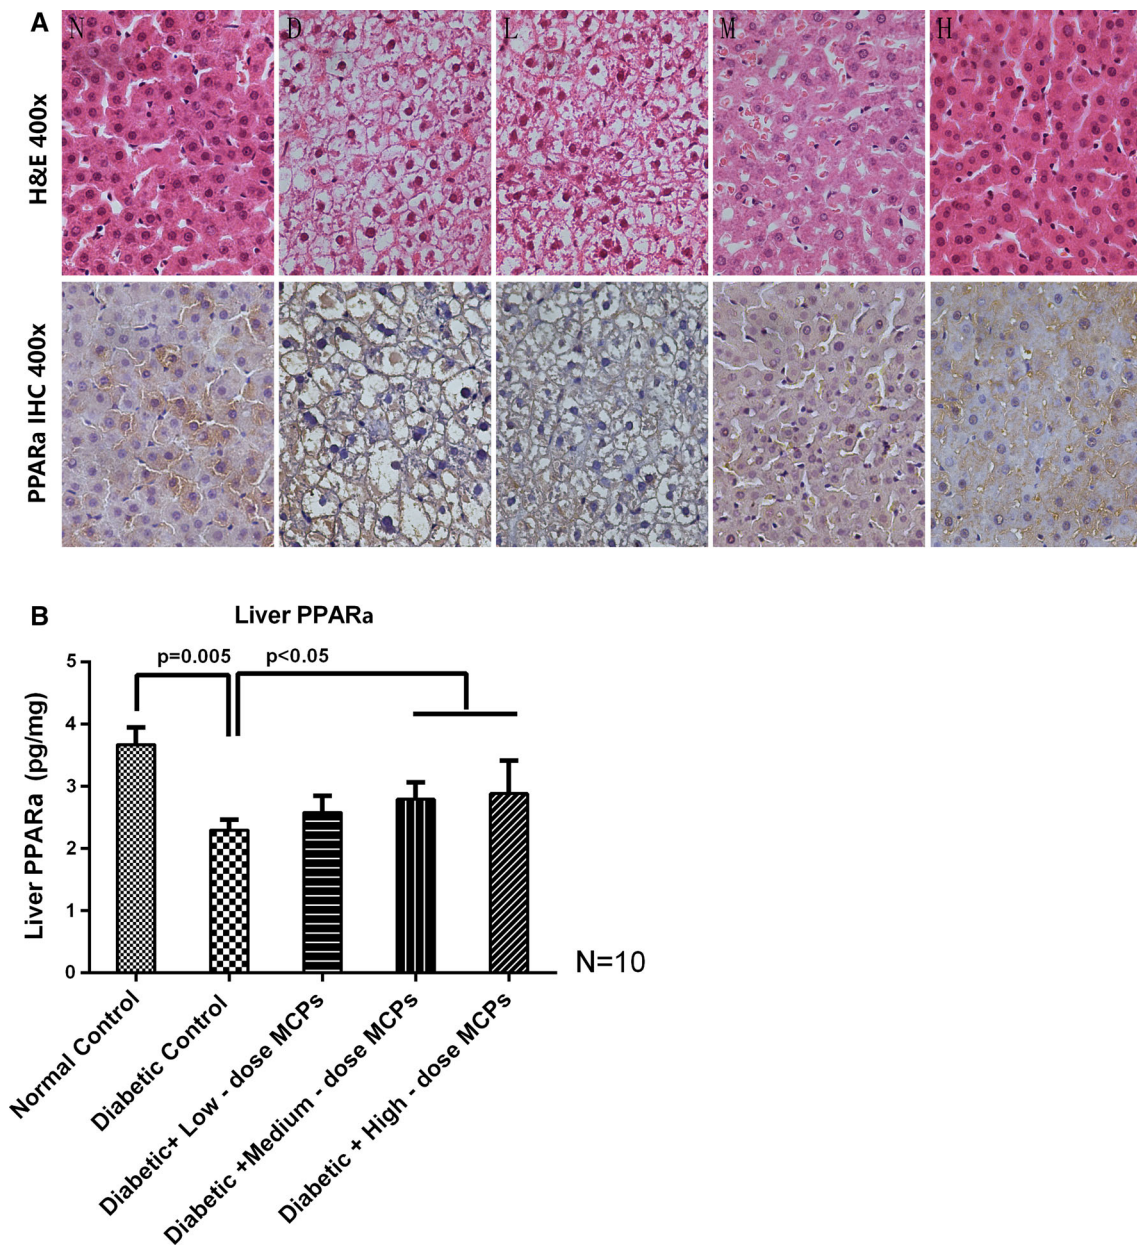 A
N
D
L
M
H
H&E 400x
PPARa IHC 400x
B
Liver PPARa
p=0.005
p<0.05
Liver PPARa (pg/mg)
5
4
3
2
1
0
N=10
Normal Control
Diabetic Control
Diabetic+ Low - dose MCPs
Diabetic +Medium - dose MCPs
Diabetic + High - dose MCPs